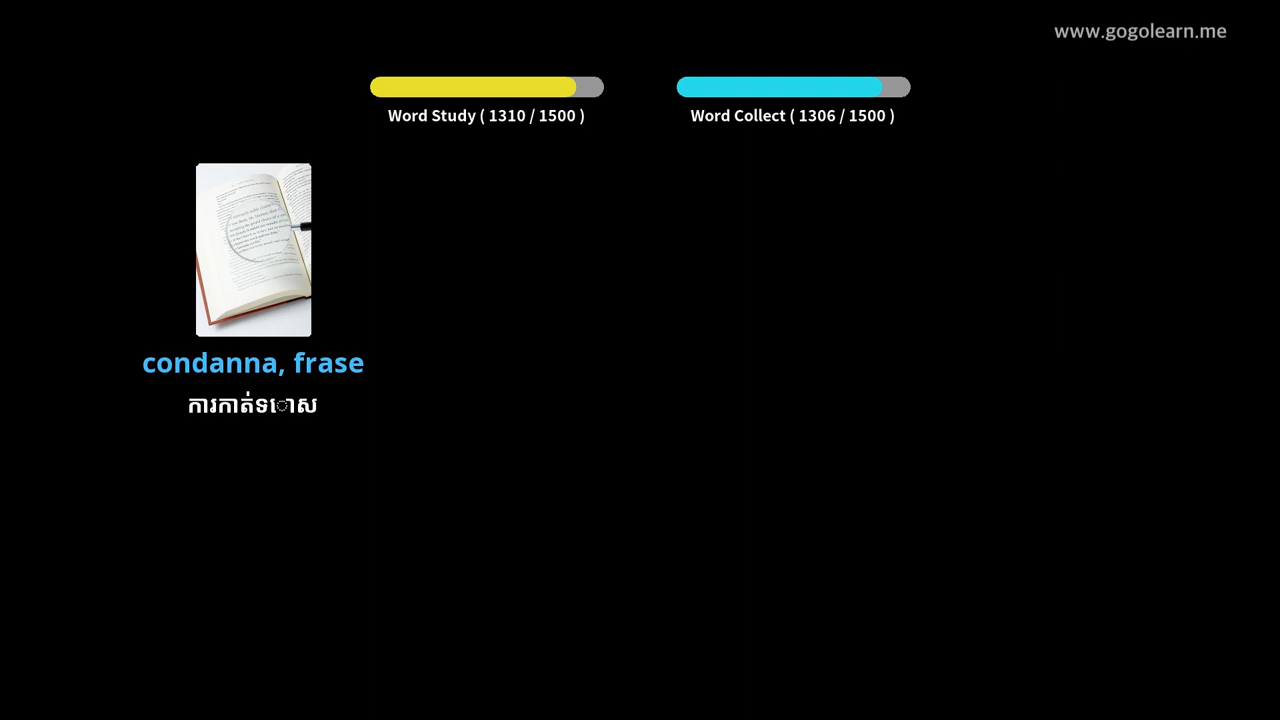 www.gogolearn.me
Word Study ( 1310 / 1500 )
Word Collect ( 1306 / 1500 )
condanna, frase
ការកាត់ទោស